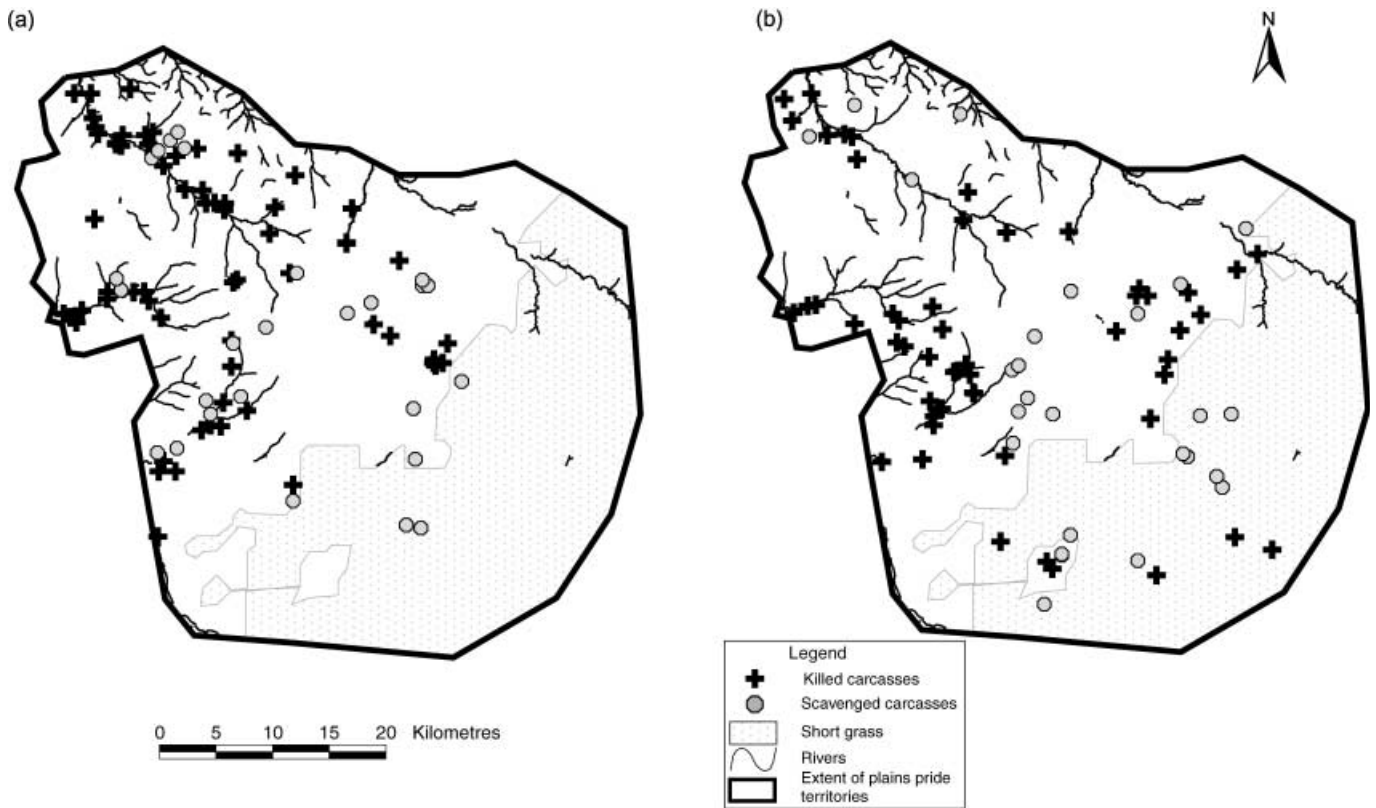 (a)
(b)
N
Legend
Killed carcasses
Scavenged carcasses
Short grass
Rivers
Extent of plains pride
territories
0 5 10 15 20 Kilometres